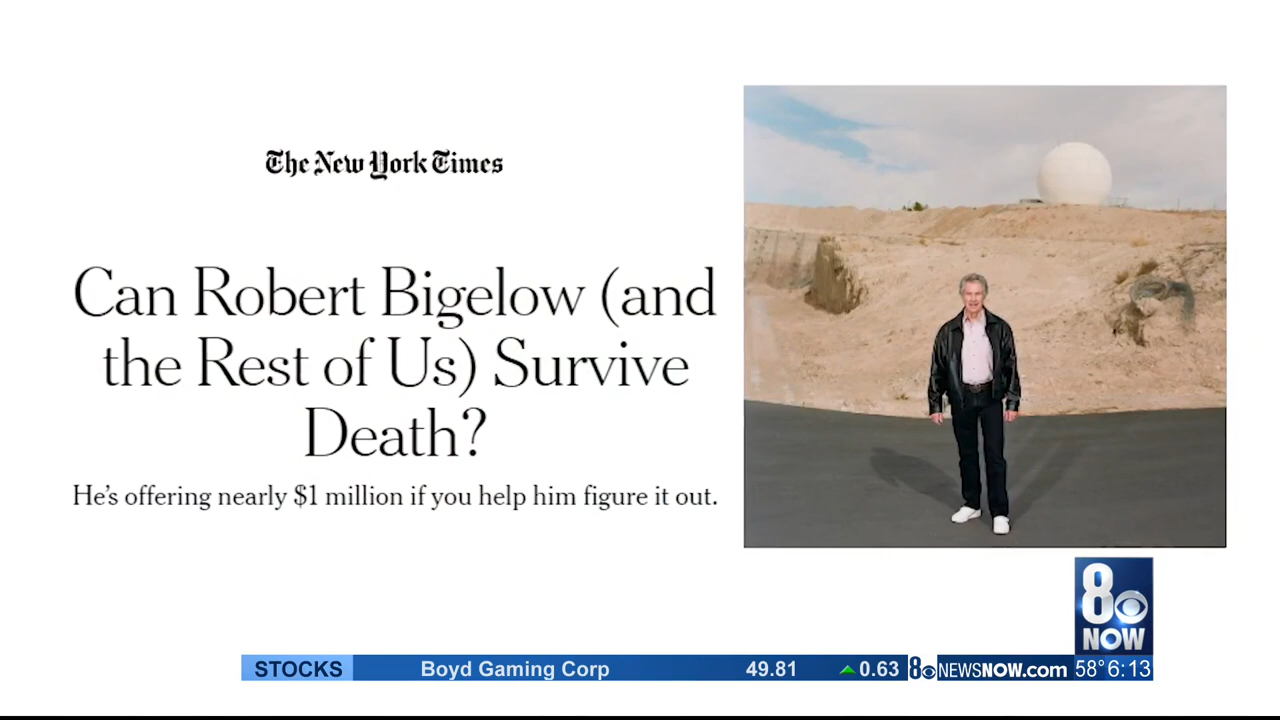 The New York Times
Can Robert Bigelow (and
the Rest of Us) Survive
Death?
He's offering nearly $1 million if you help him figure it out.
8
NOW
STOCKS Boyd Gaming Corp 49.81 0.63 8 NEWSNOW.com 58° 6:13